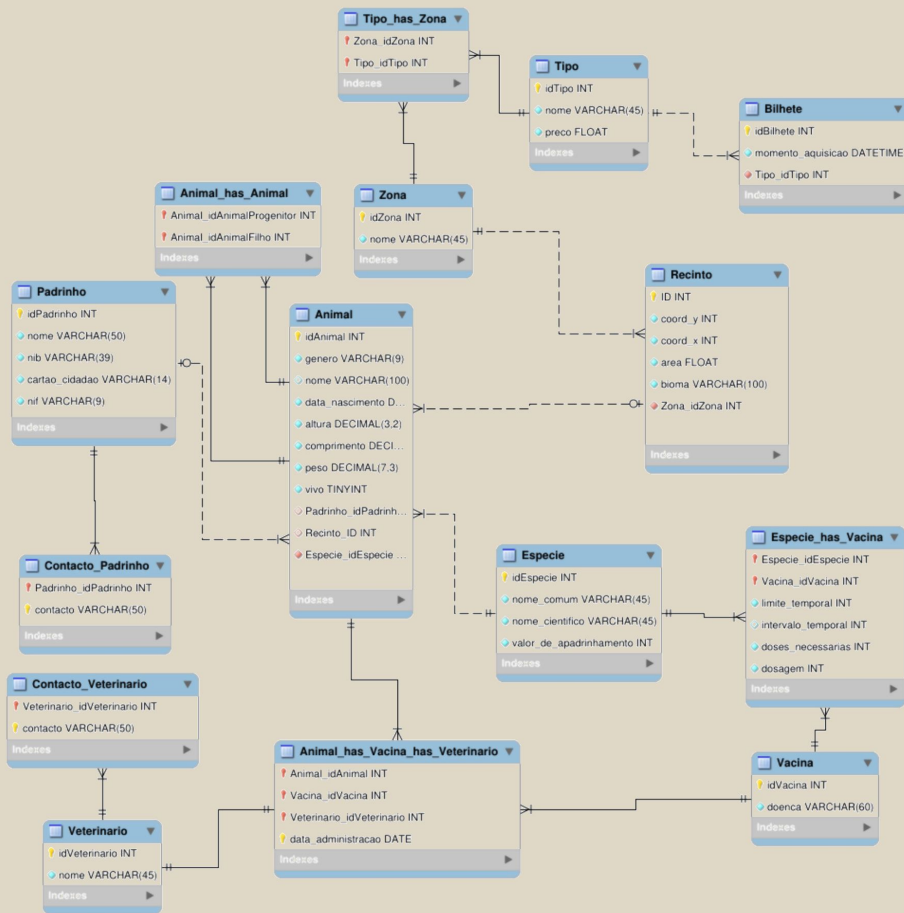 Tipo_has_Zona
Zona_idZona INT
Tipo_idTipo INT
Indexes
Tipo
idTipo INT
nome VARCHAR(45)
preco FLOAT
Indexes
Bilhete
idBilhete INT
momento_aquisicao DATETIME
Tipo_idTipo INT
Indexes
Animal_has_Animal
Animal_idAnimalProgenitor INT
Animal_idAnimalFilho INT
Indexes
Zona
idZona INT
nome VARCHAR(45)
Indexes
Recinto
ID INT
coord_y INT
coord_x INT
area FLOAT
bioma VARCHAR(100)
Zona_idZona INT
Indexes
Padrinho
idPadrinho INT
nome VARCHAR(50)
nib VARCHAR(39)
cartao_cidadao VARCHAR(14)
nif VARCHAR(9)
Indexes
Animal
idAnimal INT
genero VARCHAR(9)
nome VARCHAR(100)
data_nascimento D...
altura DECIMAL(3,2)
comprimento DECI...
peso DECIMAL(7,3)
vivo TINYINT
Padrinho_idPadrinh...
Recinto_ID INT
Especie_idEspecie ...
Indexes
Contacto_Padrinho
Padrinho_idPadrinho INT
contacto VARCHAR(50)
Indexes
Especie
idEspecie INT
nome_comum VARCHAR(45)
nome_cientifico VARCHAR(45)
valor_de_apadrinhamento INT
Indexes
Especie_has_Vacina
Especie_idEspecie INT
Vacina_idVacina INT
limite_temporal INT
intervalo_temporal INT
doses_necessarias INT
dosagem INT
Indexes
Contacto_Veterinario
Veterinario_idVeterinario INT
contacto VARCHAR(50)
Indexes
Animal_has_Vacina_has_Veterinario
Animal_idAnimal INT
Vacina_idVacina INT
Veterinario_idVeterinario INT
data_administracao DATE
Indexes
Vacina
idVacina INT
doenca VARCHAR(60)
Indexes
Veterinario
idVeterinario INT
nome VARCHAR(45)
Indexes